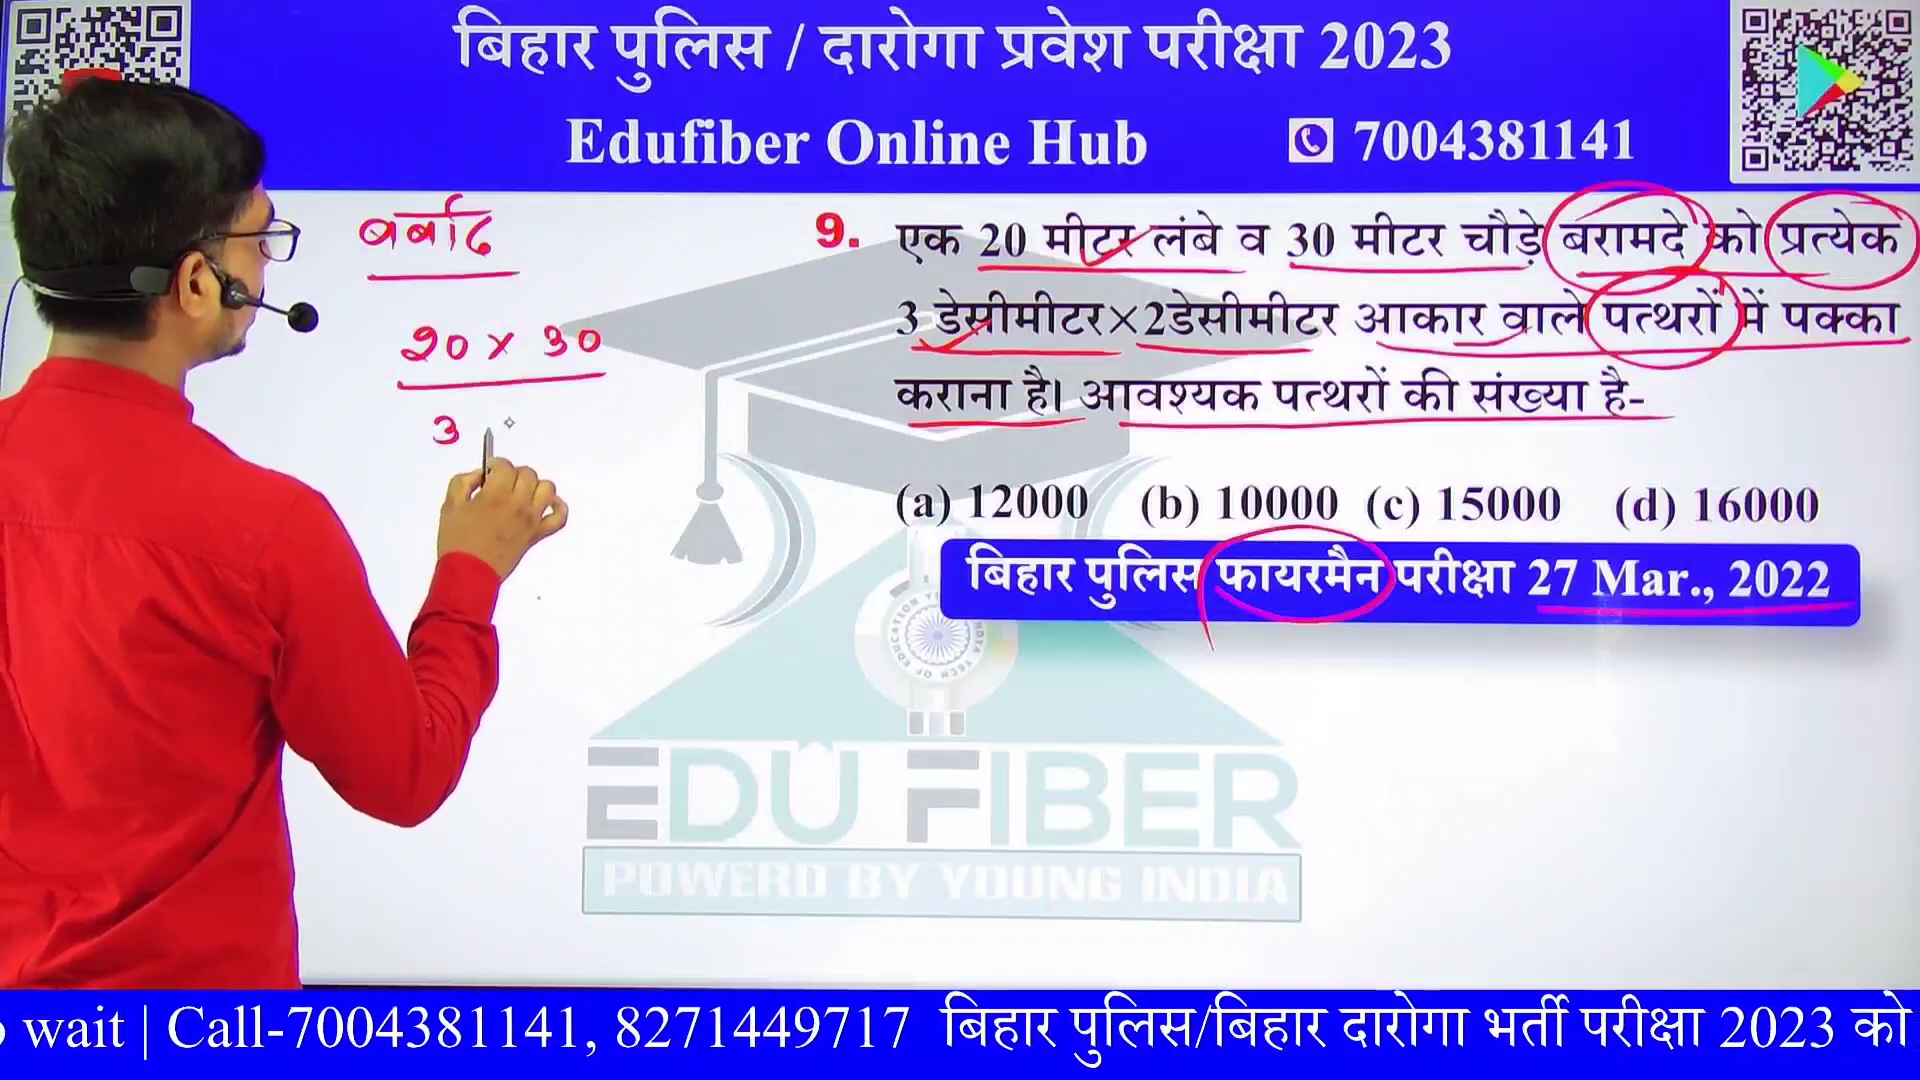 बिहार पुलिस / दारोगा प्रवेश परीक्षा 2023
Edufiber Online Hub
7004381141
बर्बाद
20 x 30
3
9. एक 20 मीटर लंबे व 30 मीटर चौड़े बरामदे को प्रत्येक
3 डेसीमीटर×2डेसीमीटर आकार वाले पत्थरों में पक्का
कराना है। आवश्यक पत्थरों की संख्या है-
(a) 12000 (b) 10000 (c) 15000 (d) 16000
बिहार पुलिस फायरमैन परीक्षा 27 Mar., 2022
EDU FIBER
POWERD BY YOUNG INDIA
wait | Call-7004381141, 8271449717 बिहार पुलिस/बिहार दारोगा भर्ती परीक्षा 2023 को